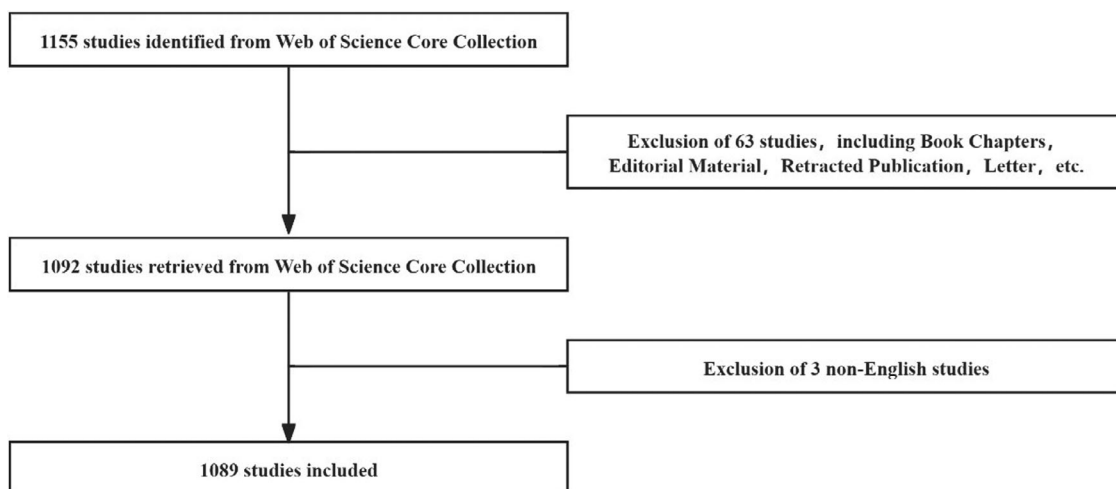 1155 studies identified from Web of Science Core Collection
Exclusion of 63 studies，including Book Chapters，
Editorial Material，Retracted Publication，Letter，etc.
1092 studies retrieved from Web of Science Core Collection
Exclusion of 3 non-English studies
1089 studies included